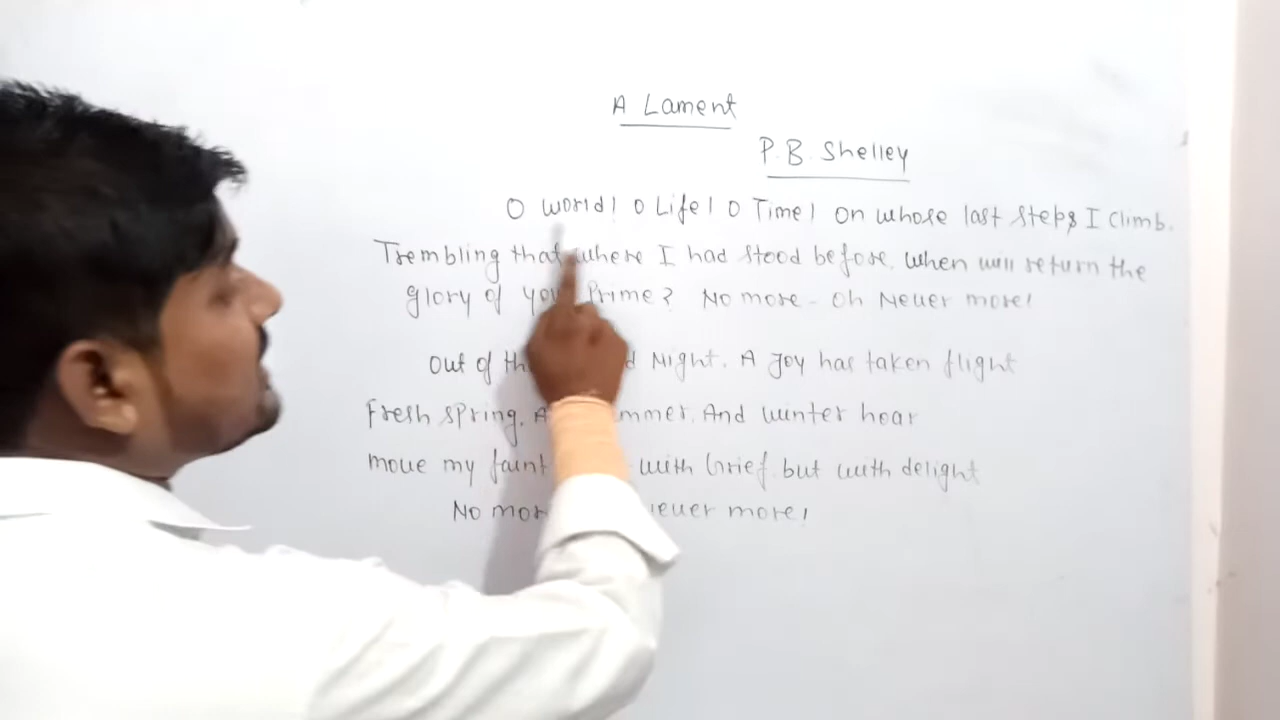 A Lament
P.B. Shelley
O world! O Life! O Time! On whose last steps I climb.
Trembling that where I had stood before. when will return the
glory of your Prime? No more - Oh Never more!
Out of the Night. A Joy has taken flight
Fresh spring. And winter hoar
move my faint with Grief. but with delight
No more Never more!